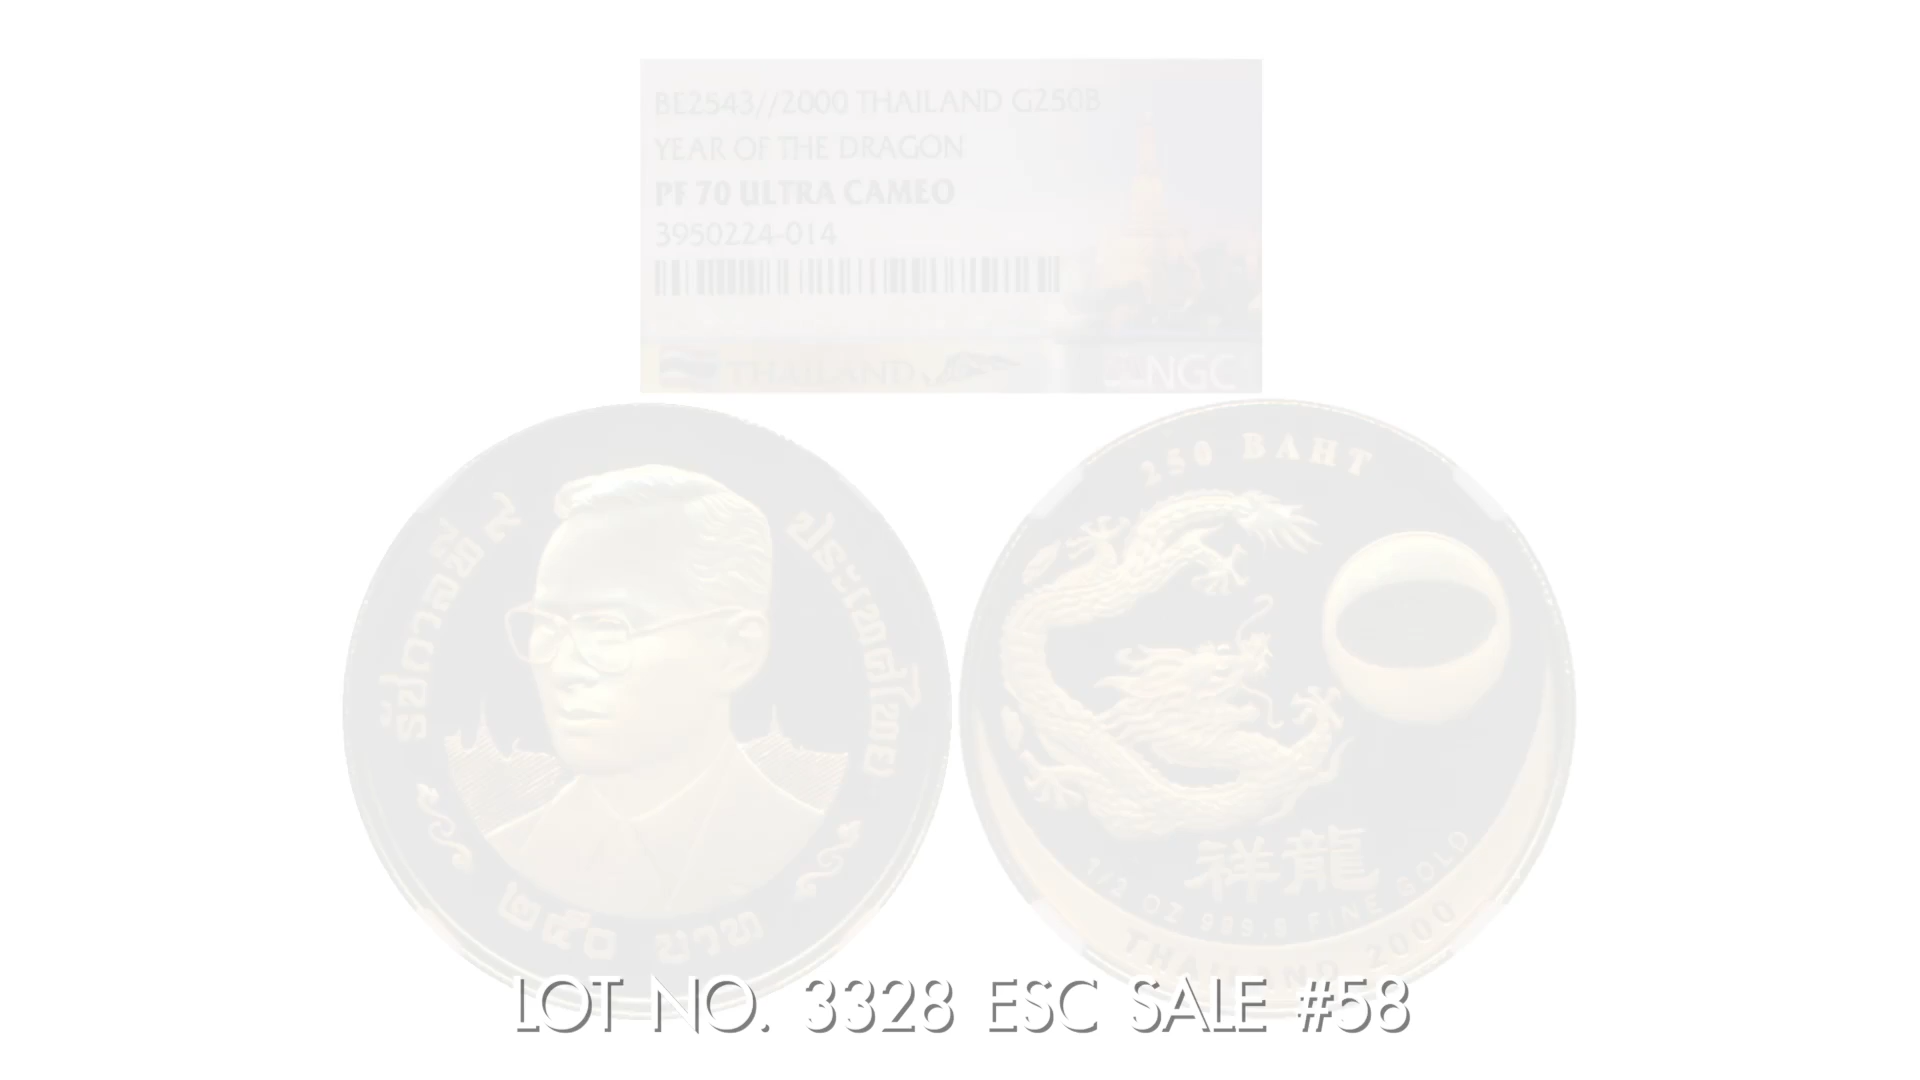 BE2543//2000 THAILAND G250B
YEAR OF THE DRAGON
PF 70 ULTRA CAMEO
3950224-014
THAILAND
NGC
รัชกาลที่ ๙
ประเทศไทย
๒๕๐ บาท
250 BAHT
祥龍
1/2 OZ 999.9 FINE GOLD
THAILAND 2000
LOT NO. 3328 ESC SALE #58